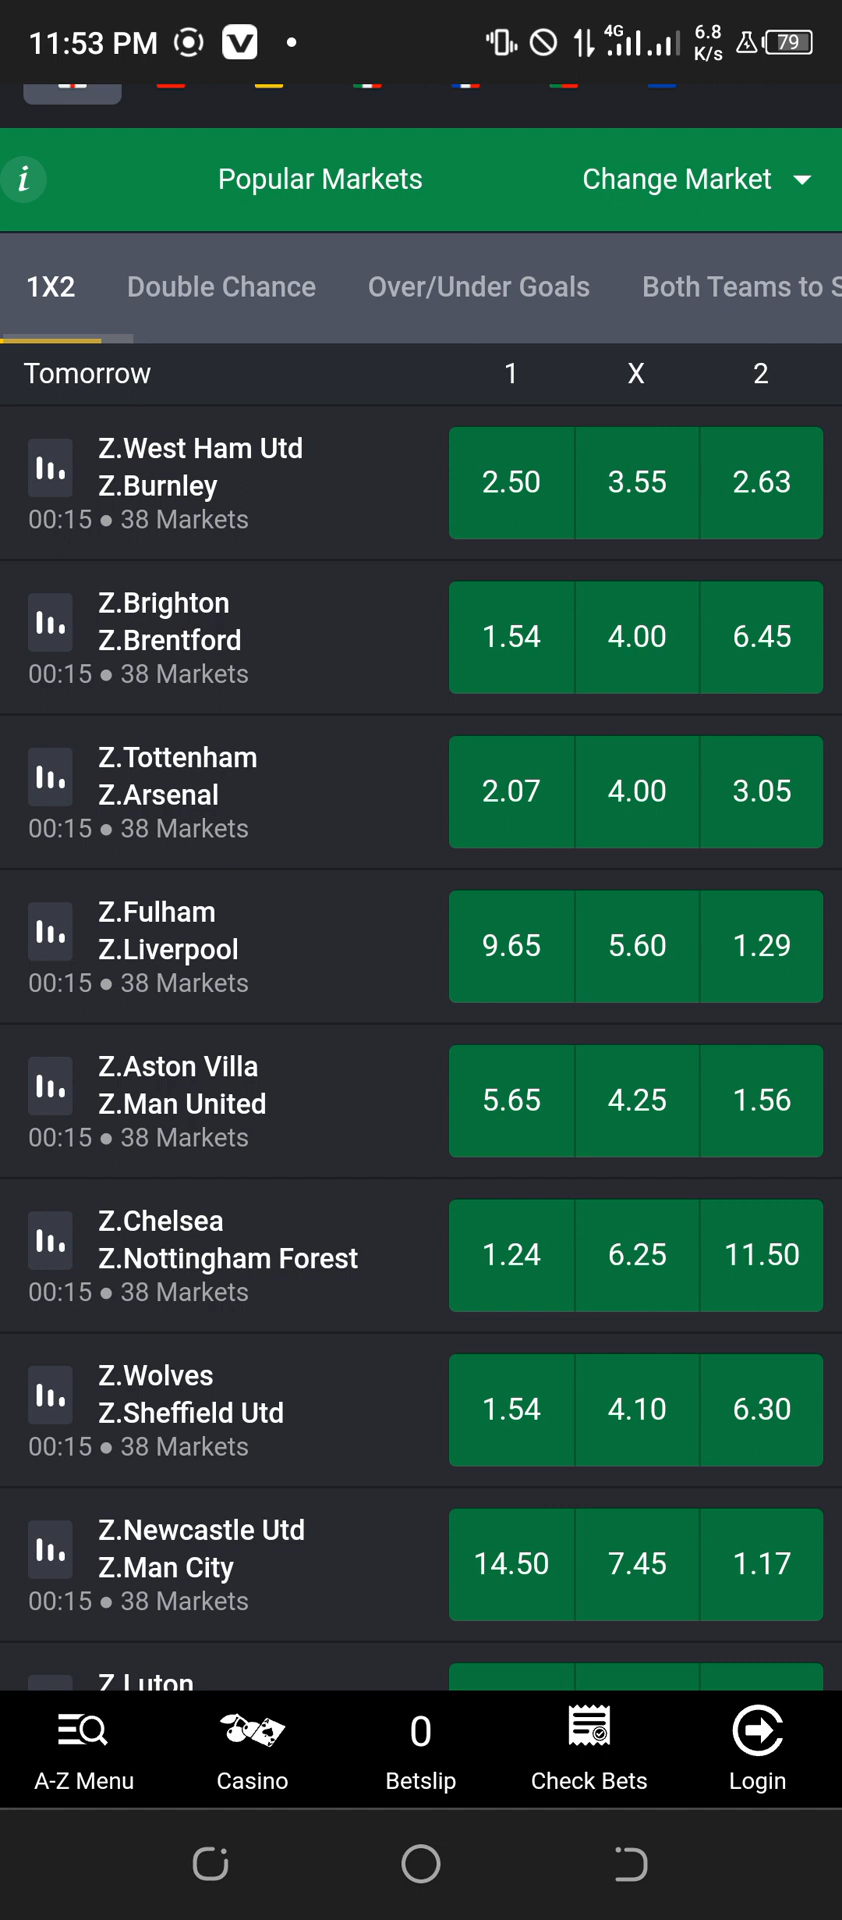 11:53 PM 4G 6.8 K/s 79
i Popular Markets Change Market
1X2 Double Chance Over/Under Goals Both Teams to S
Tomorrow 1 X 2
Z.West Ham Utd
Z.Burnley
00:15 ● 38 Markets
2.50 3.55 2.63
Z.Brighton
Z.Brentford
00:15 ● 38 Markets
1.54 4.00 6.45
Z.Tottenham
Z.Arsenal
00:15 ● 38 Markets
2.07 4.00 3.05
Z.Fulham
Z.Liverpool
00:15 ● 38 Markets
9.65 5.60 1.29
Z.Aston Villa
Z.Man United
00:15 ● 38 Markets
5.65 4.25 1.56
Z.Chelsea
Z.Nottingham Forest
00:15 ● 38 Markets
1.24 6.25 11.50
Z.Wolves
Z.Sheffield Utd
00:15 ● 38 Markets
1.54 4.10 6.30
Z.Newcastle Utd
Z.Man City
00:15 ● 38 Markets
14.50 7.45 1.17
Z.Luton
0
A-Z Menu Casino Betslip Check Bets Login